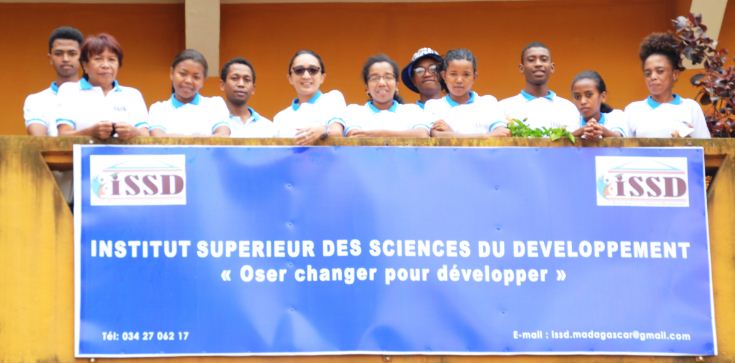 iSSD
iSSD
INSTITUT SUPERIEUR DES SCIENCES DU DEVELOPPEMENT
« Oser changer pour développer »
Tél: 034 27 062 17
E-mail : issd.madagascar@gmail.com